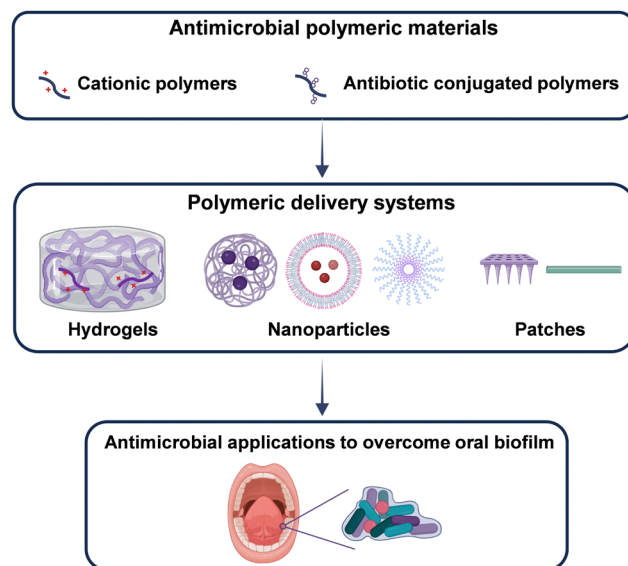 Antimicrobial polymeric materials
Cationic polymers
Antibiotic conjugated polymers
Polymeric delivery systems
Hydrogels
Nanoparticles
Patches
Antimicrobial applications to overcome oral biofilm